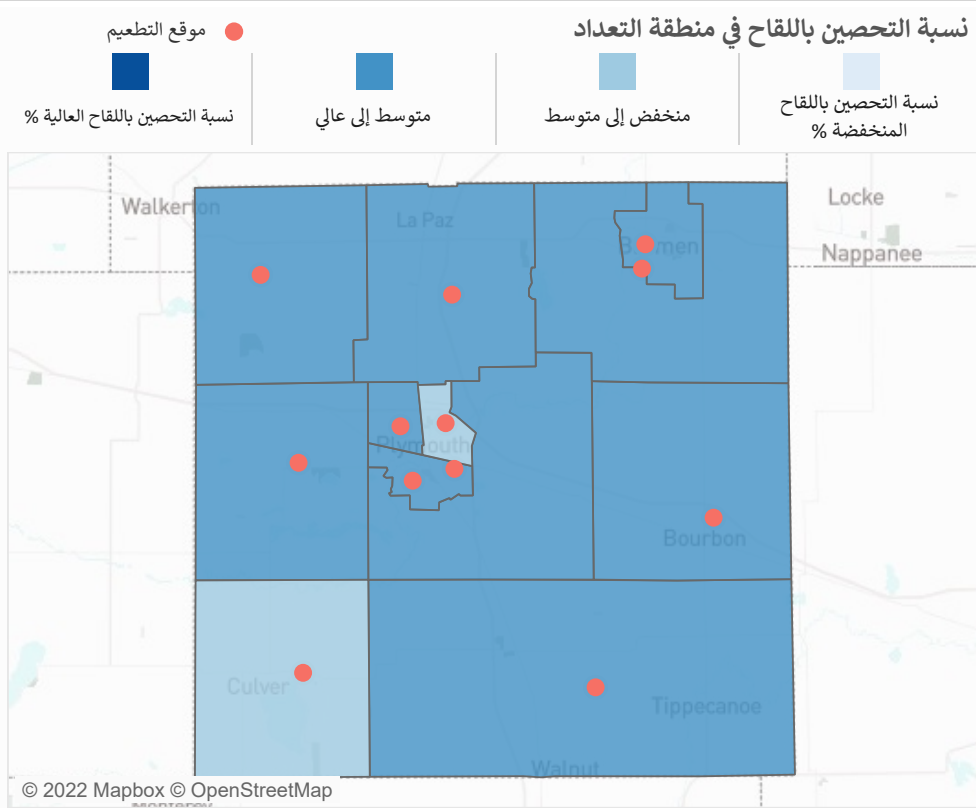 نسبة التحصين باللقاح في منطقة التعداد
موقع التطعيم
نسبة التحصين باللقاح المنخفضة %
منخفض إلى متوسط
متوسط إلى عالي
نسبة التحصين باللقاح العالية %
Walkerton
La Paz
Locke
Nappanee
Plymouth
Bourbon
Culver
Tippecanoe
Walnut
© 2022 Mapbox © OpenStreetMap